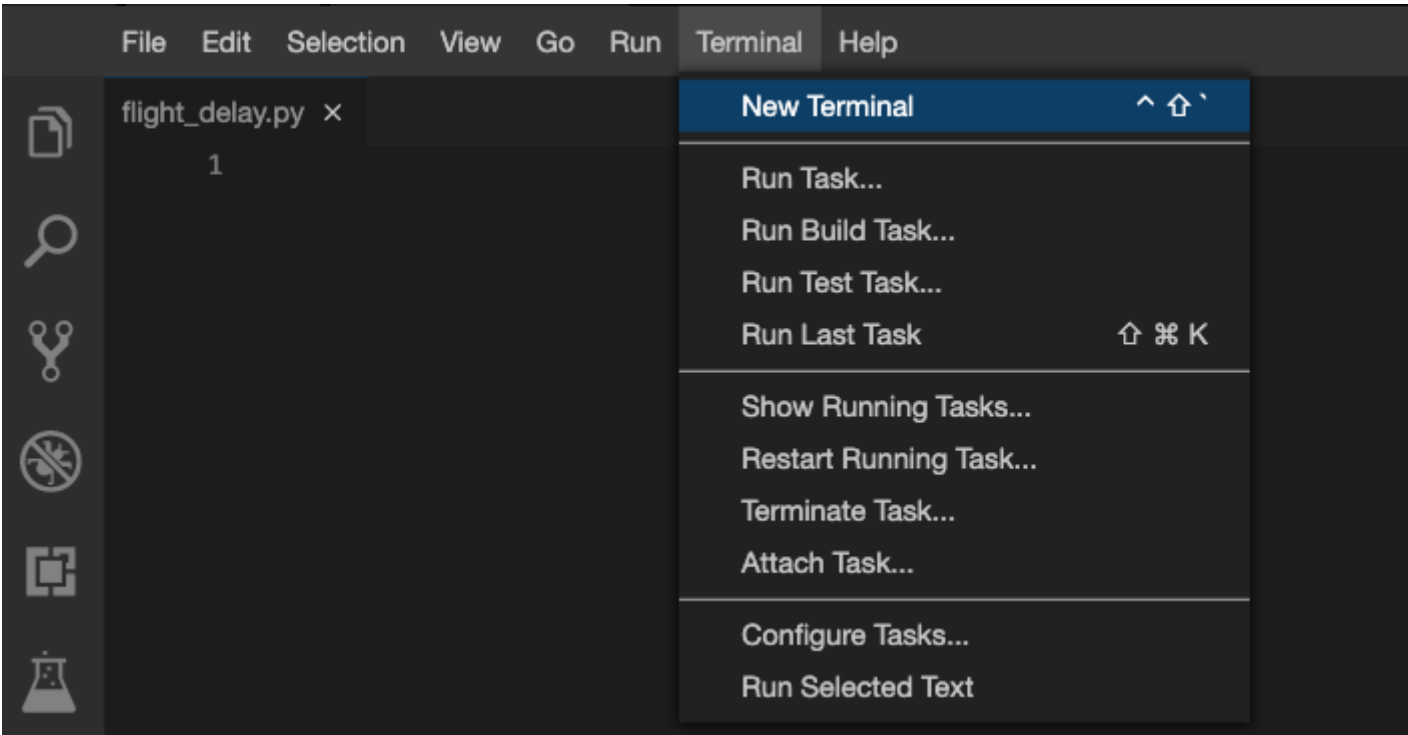 File Edit Selection View Go Run Terminal Help
flight_delay.py ×
1
New Terminal ^ ⇧ `
Run Task...
Run Build Task...
Run Test Task...
Run Last Task ⇧ ⌘ K
Show Running Tasks...
Restart Running Task...
Terminate Task...
Attach Task...
Configure Tasks...
Run Selected Text